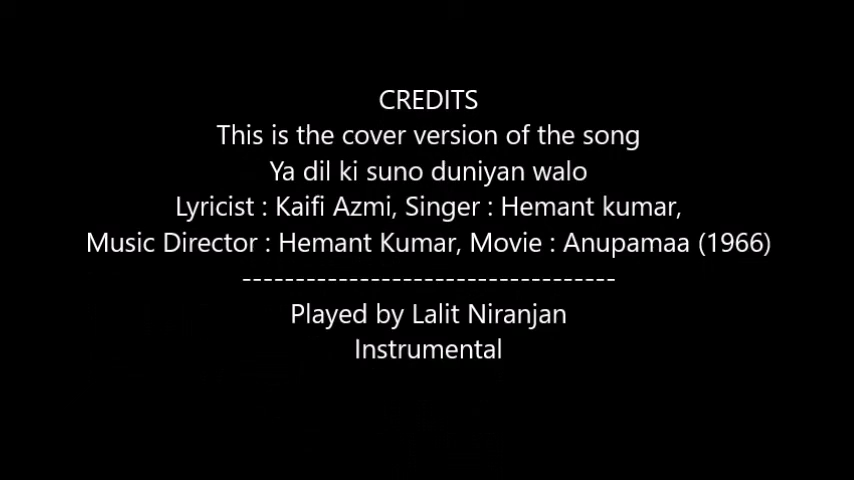 CREDITS
This is the cover version of the song
Ya dil ki suno duniyan walo
Lyricist : Kaifi Azmi, Singer : Hemant kumar,
Music Director : Hemant Kumar, Movie : Anupamaa (1966)
-----------------------------------
Played by Lalit Niranjan
Instrumental